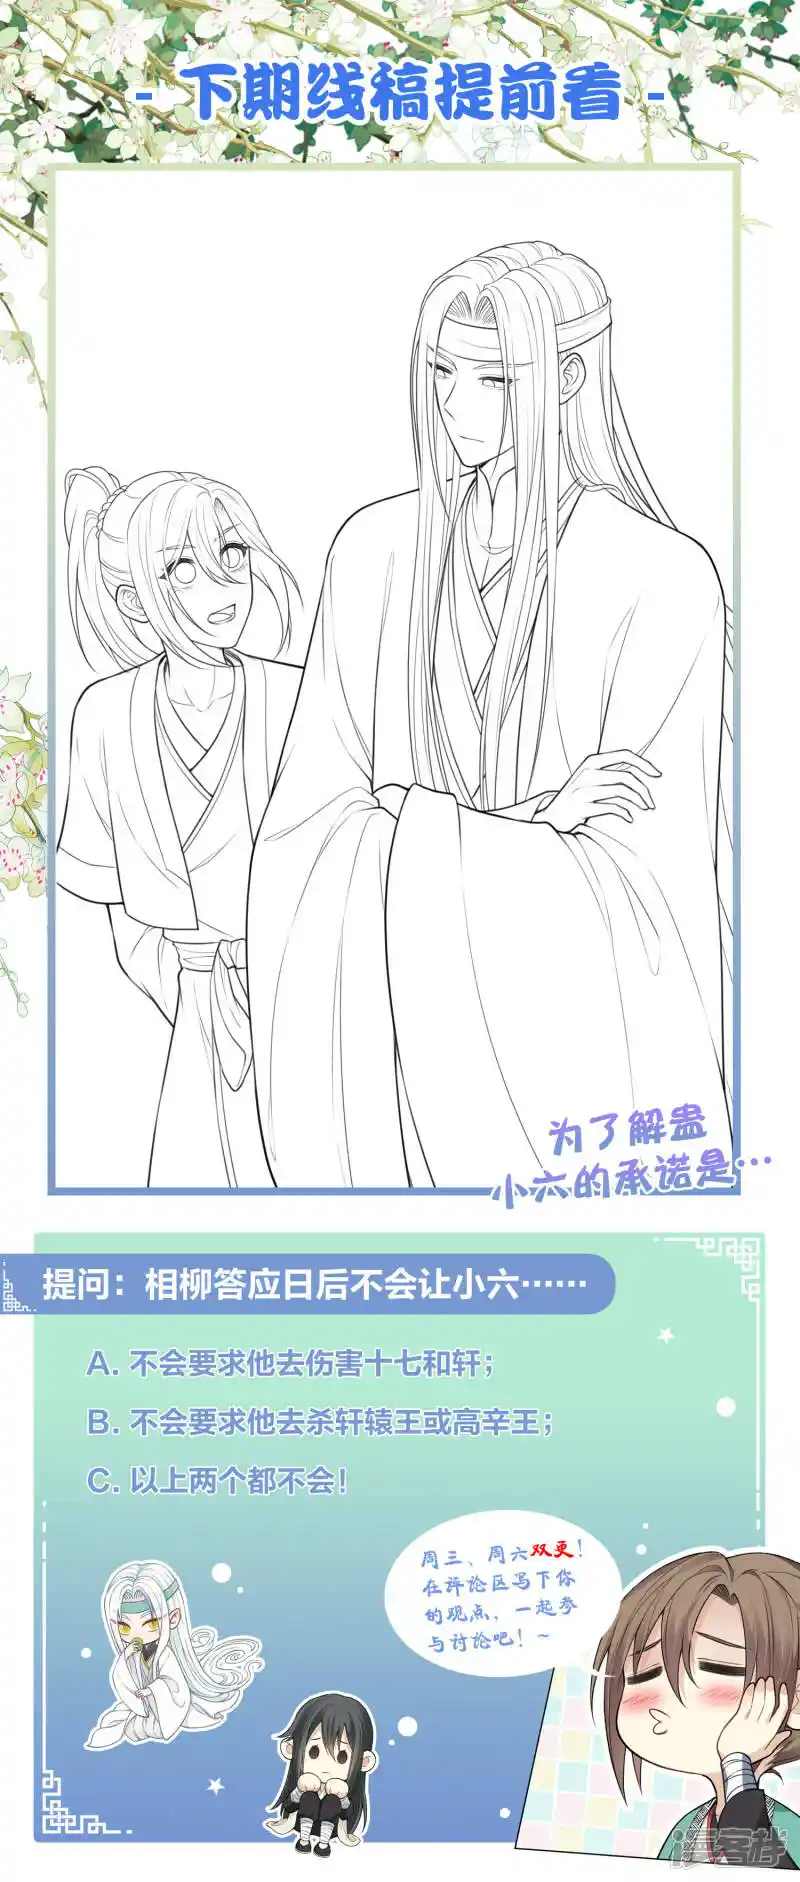 - 下期线稿提前看 -
为了解蛊
小六的承诺是…
提问：相柳答应日后不会让小六……
A. 不会要求他去伤害十七和轩；
B. 不会要求他去杀轩辕王或高辛王；
C. 以上两个都不会！
周三、周六双更！
在评论区写下你
的观点，一起参
与讨论吧！~
漫客栈